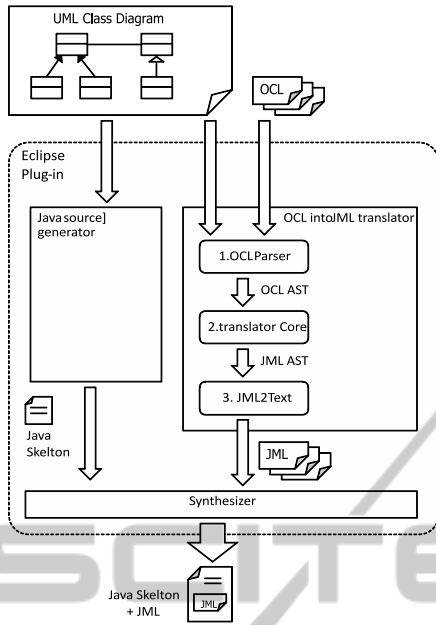 UML Class Diagram
OCL
Eclipse
Plug-in
Java source]
generator
OCL intoJML translator
1.OCLParser
OCL AST
2.translator Core
JML AST
3. JML2Text
Java
Skelton
JML
Synthesizer
SCITE
Java Skelton
+ JML
JML